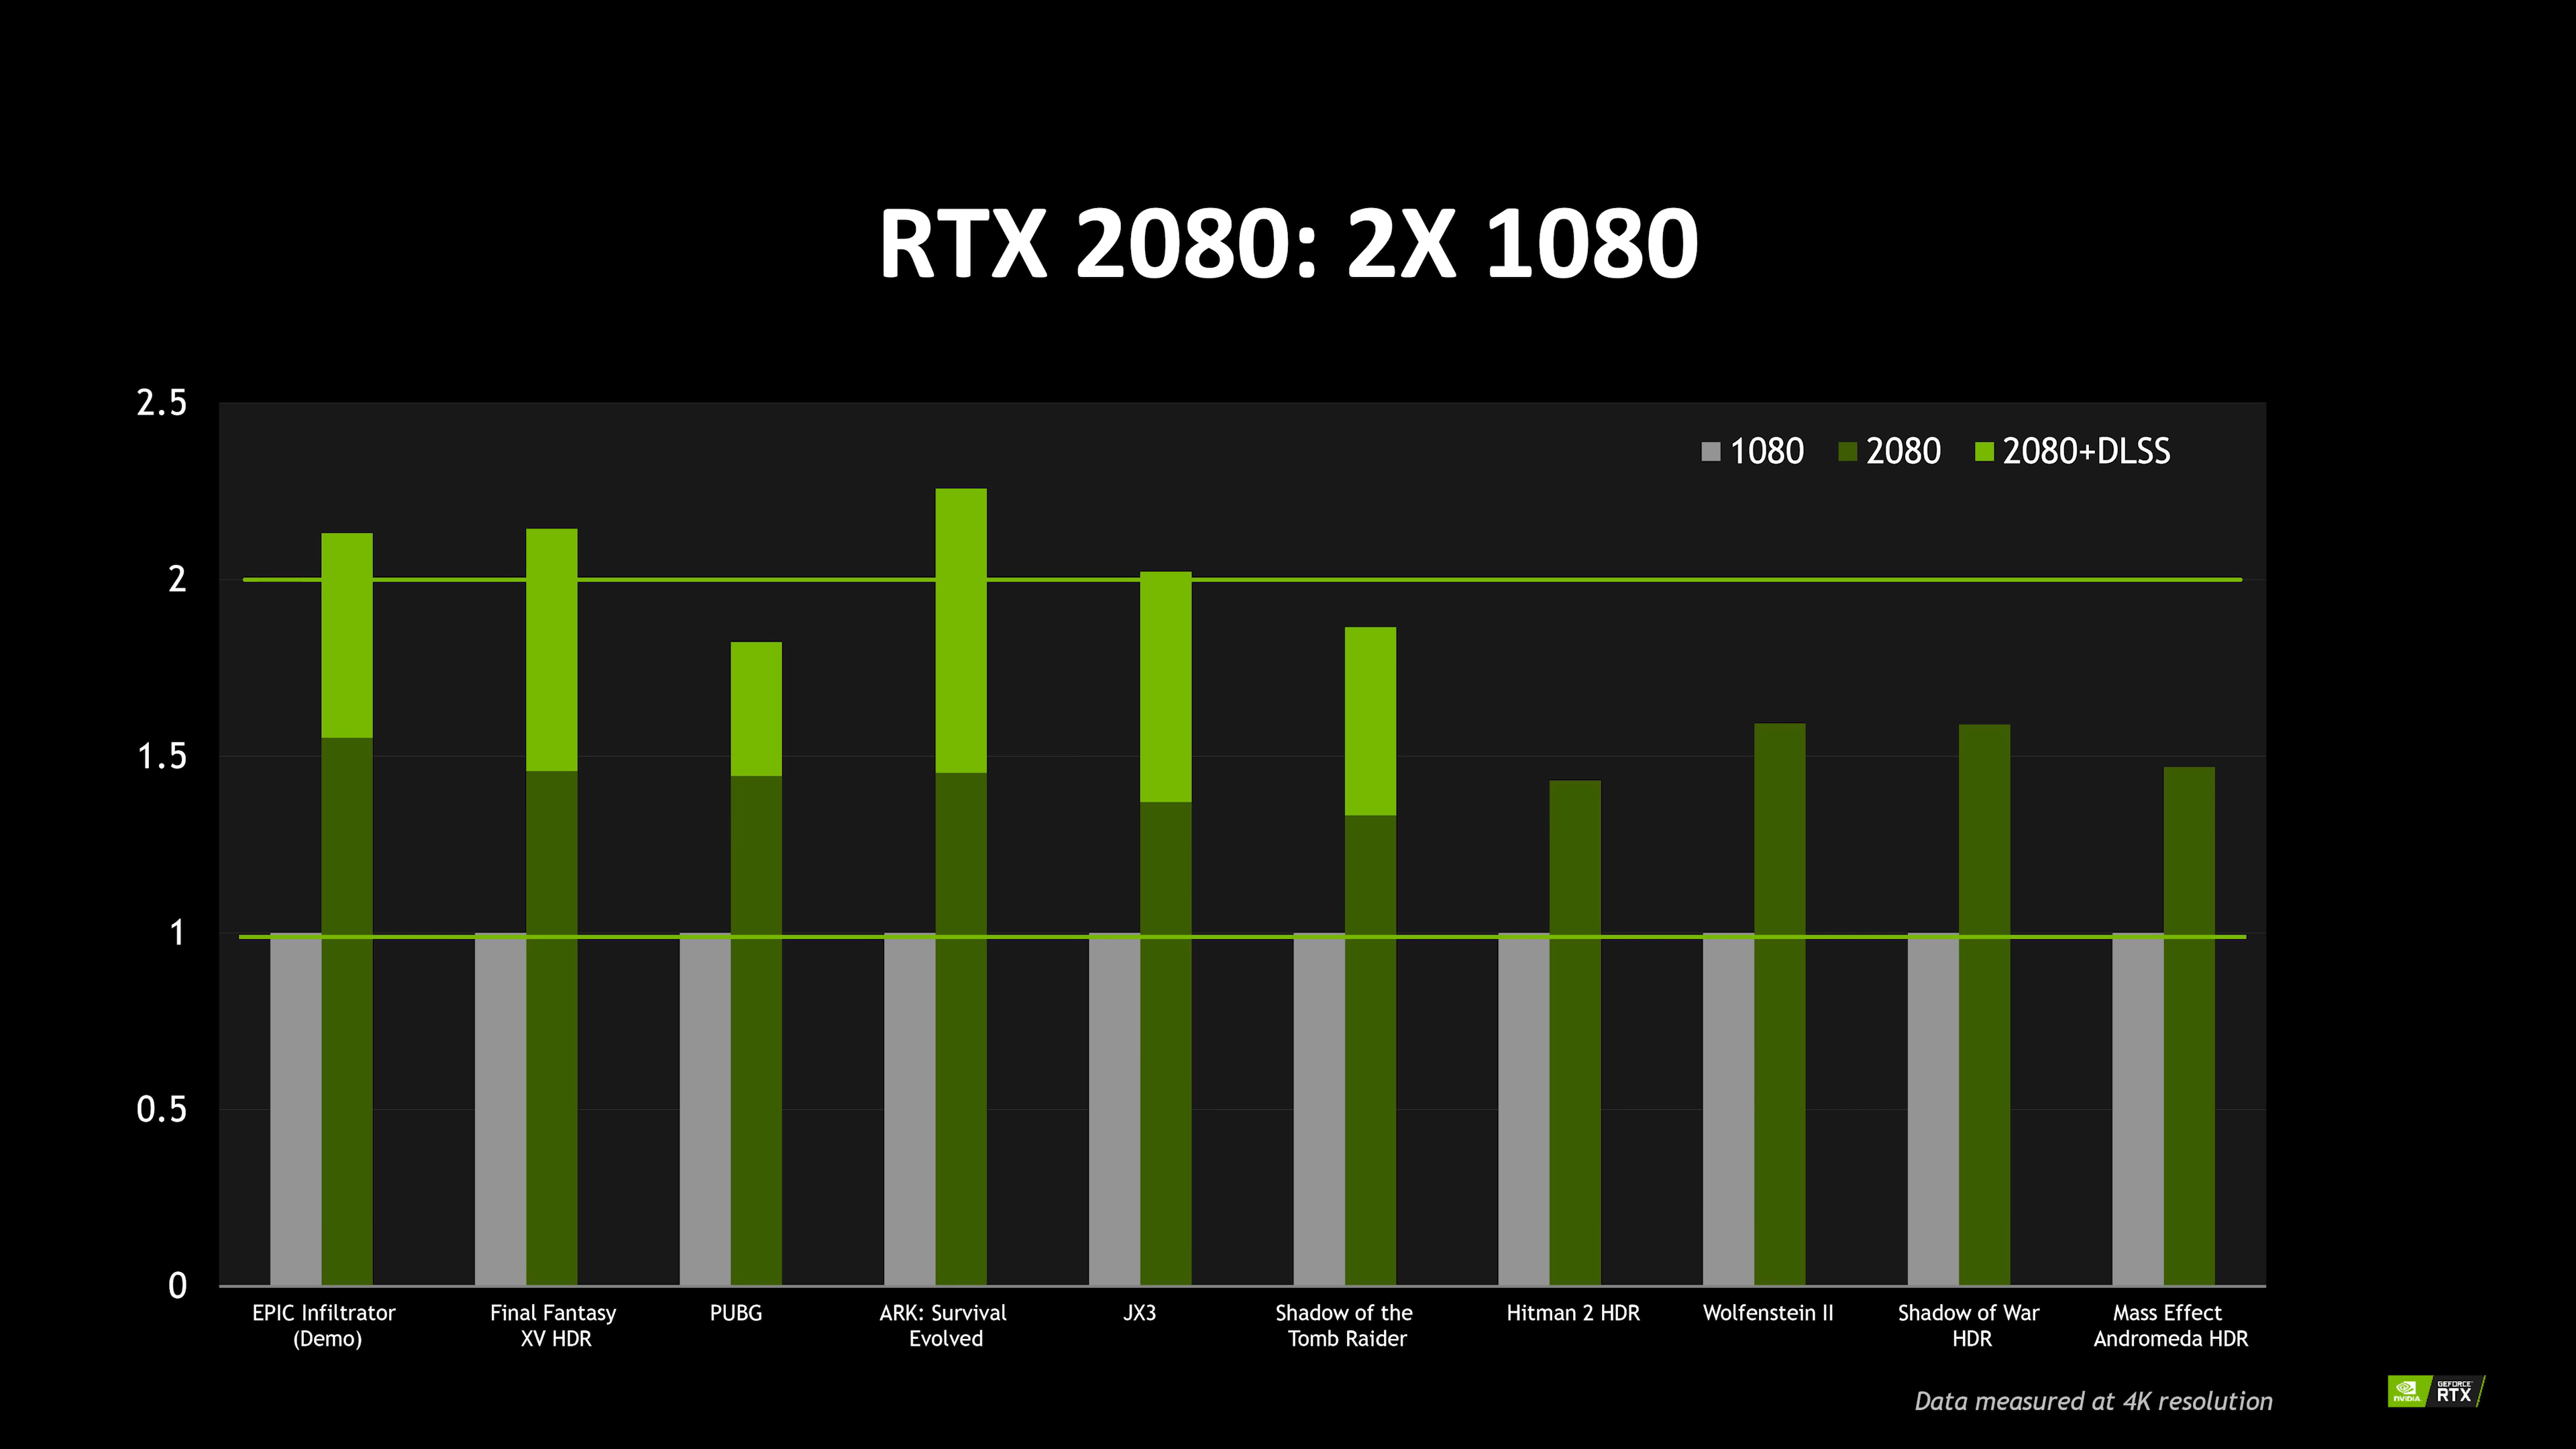 RTX 2080: 2X 1080
2.5
1080 2080 2080+DLSS
2
1.5
1
0.5
0
EPIC Infiltrator
(Demo)
Final Fantasy
XV HDR
PUBG
ARK: Survival
Evolved
JX3
Shadow of the
Tomb Raider
Hitman 2 HDR
Wolfenstein II
Shadow of War
HDR
Mass Effect
Andromeda HDR
Data measured at 4K resolution
NVIDIA
GEFORCE
RTX